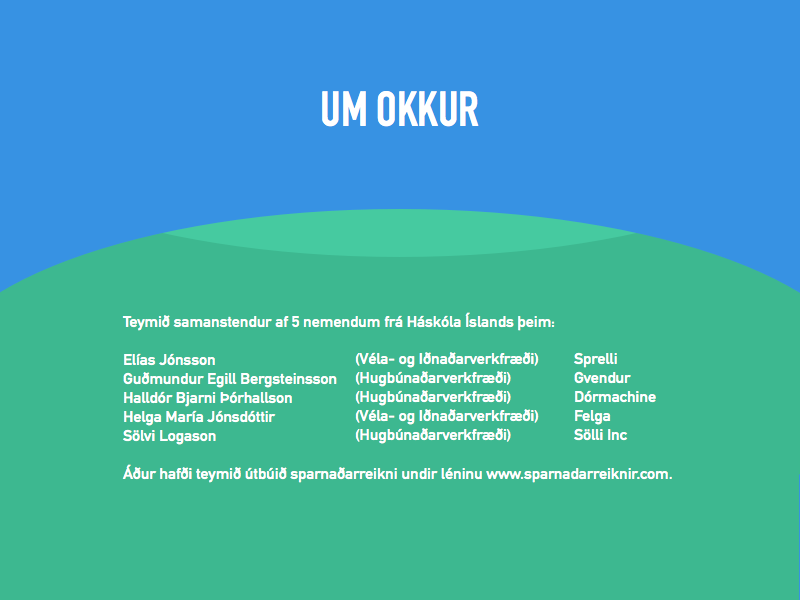 UM OKKUR
Teymið samanstendur af 5 nemendum frá Háskóla Íslands þeim:
Elías Jónsson (Véla- og Iðnaðarverkfræði) Sprelli
Guðmundur Egill Bergsteinsson (Hugbúnaðarverkfræði) Gvendur
Halldór Bjarni Þórhallson (Hugbúnaðarverkfræði) Dórmachine
Helga María Jónsdóttir (Véla- og Iðnaðarverkfræði) Felga
Sölvi Logason (Hugbúnaðarverkfræði) Sölli Inc
Áður hafði teymið útbúið sparnaðarreikni undir léninu www.sparnadarreiknir.com.